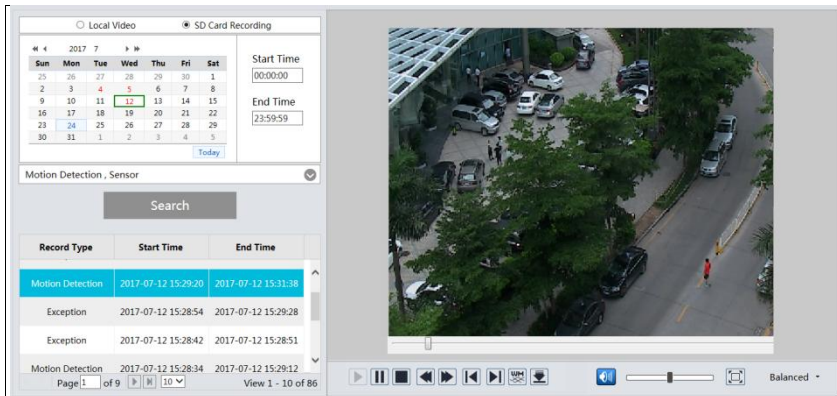 Local Video SD Card Recording
2017 7
Sun Mon Tue Wed Thu Fri Sat
25 26 27 28 29 30 1
2 3 4 5 6 7 8
9 10 11 12 13 14 15
16 17 18 19 20 21 22
23 24 25 26 27 28 29
30 31 1 2 3 4 5
Today
Start Time
00:00:00
End Time
23:59:59
Motion Detection , Sensor
Search
Record Type Start Time End Time
Motion Detection 2017-07-12 15:29:20 2017-07-12 15:31:38
Exception 2017-07-12 15:28:54 2017-07-12 15:29:28
Exception 2017-07-12 15:28:42 2017-07-12 15:28:51
Motion Detection 2017-07-12 15:28:34 2017-07-12 15:29:12
Page 1 of 9 10 View 1 - 10 of 86
WM
Balanced